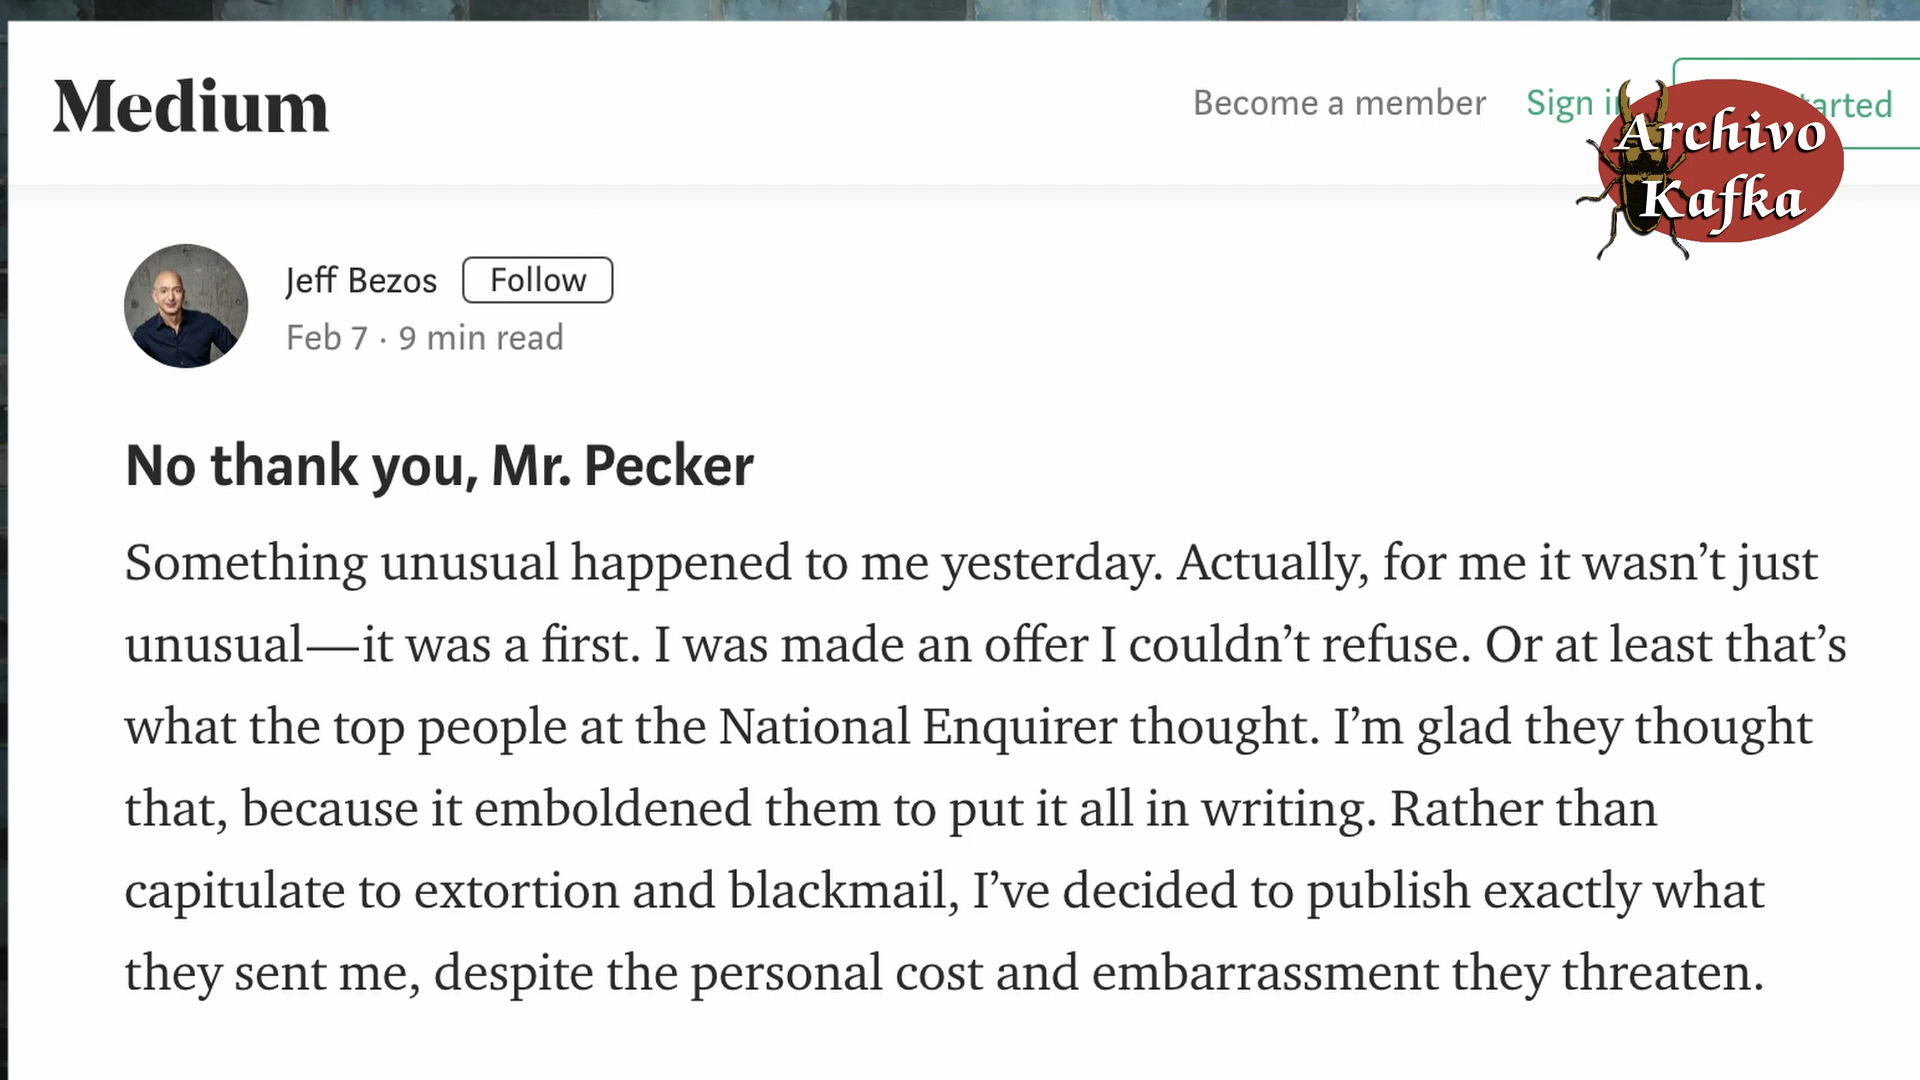 Medium
Become a member
Sign
Archivo
Kafka
Jeff Bezos
Follow
Feb 7 · 9 min read
No thank you, Mr. Pecker
Something unusual happened to me yesterday. Actually, for me it wasn’t just
unusual—it was a first. I was made an offer I couldn’t refuse. Or at least that’s
what the top people at the National Enquirer thought. I’m glad they thought
that, because it emboldened them to put it all in writing. Rather than
capitulate to extortion and blackmail, I’ve decided to publish exactly what
they sent me, despite the personal cost and embarrassment they threaten.